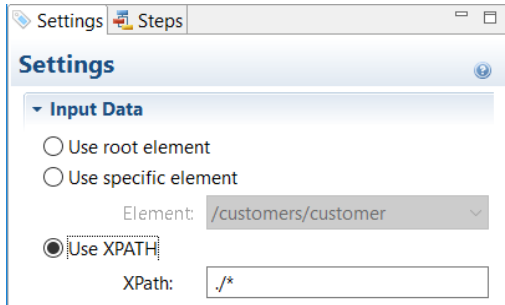 Settings Steps
Settings
Input Data
Use root element
Use specific element
Element: /customers/customer
Use XPATH
XPath: ./*